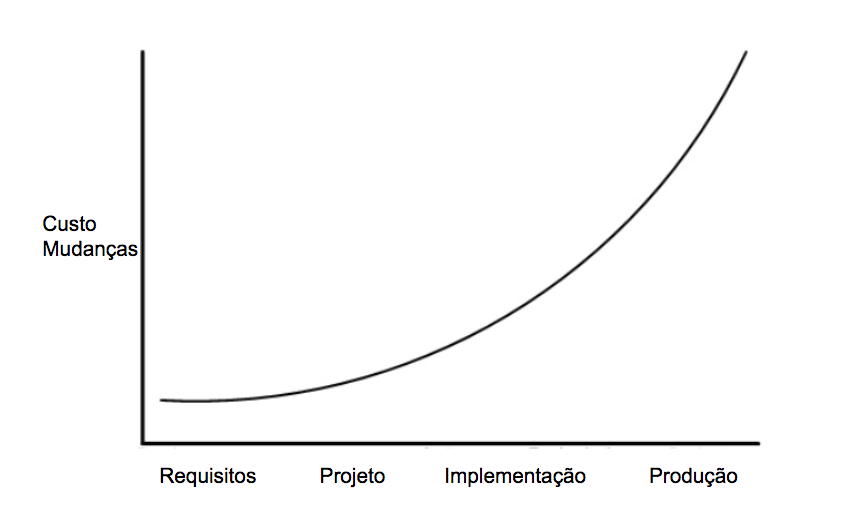 Custo
Mudanças
Requisitos Projeto Implementação Produção